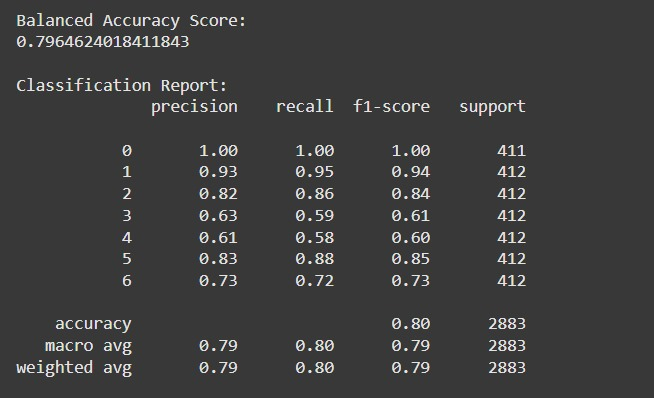 Balanced Accuracy Score:
0.7964624018411843
Classification Report:
precision recall f1-score support
0 1.00 1.00 1.00 411
1 0.93 0.95 0.94 412
2 0.82 0.86 0.84 412
3 0.63 0.59 0.61 412
4 0.61 0.58 0.60 412
5 0.83 0.88 0.85 412
6 0.73 0.72 0.73 412
accuracy 0.80 2883
macro avg 0.79 0.80 0.79 2883
weighted avg 0.79 0.80 0.79 2883